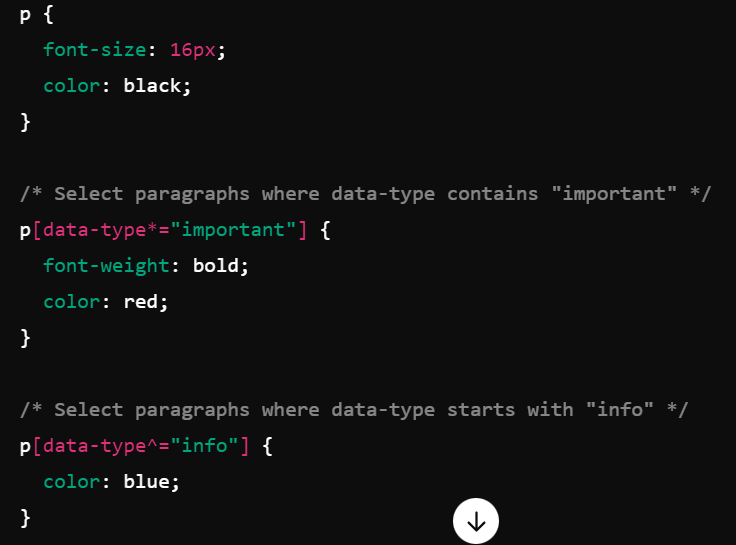 p {
  font-size: 16px;
  color: black;
}
/* Select paragraphs where data-type contains "important" */
p[data-type*="important"] {
  font-weight: bold;
  color: red;
}
/* Select paragraphs where data-type starts with "info" */
p[data-type^="info"] {
  color: blue;
}